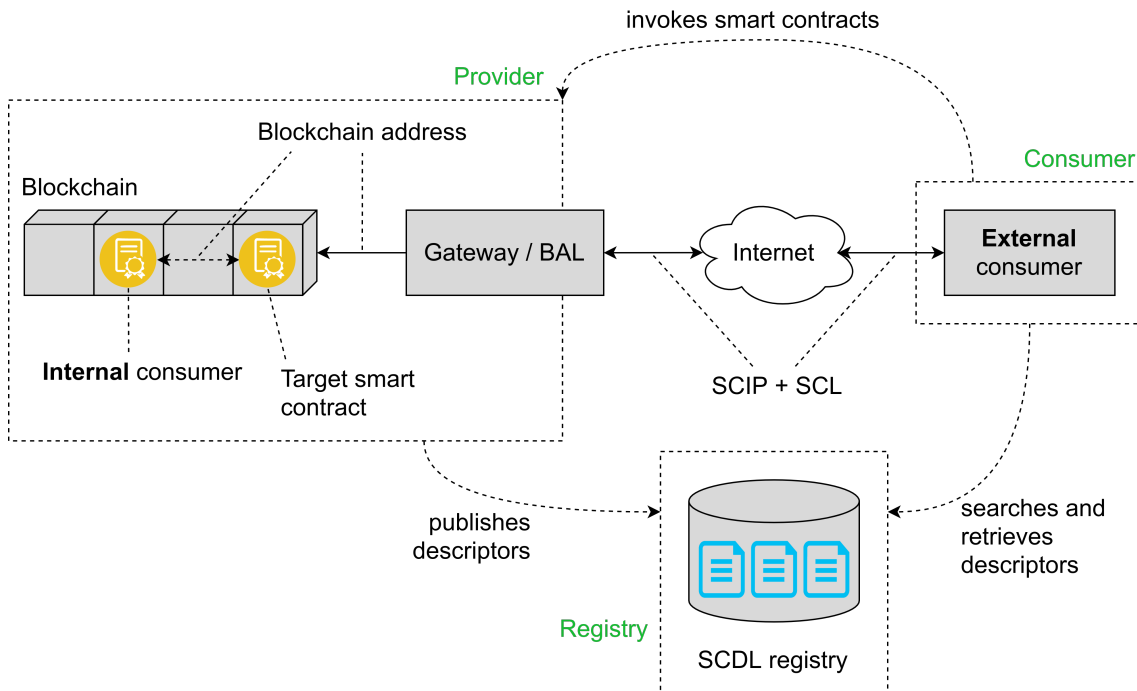 invokes smart contracts
Provider
Blockchain address
Consumer
Blockchain
Gateway / BAL
Internet
External
consumer
Internal consumer
Target smart
contract
SCIP + SCL
publishes
descriptors
searches and
retrieves
descriptors
Registry
SCDL registry